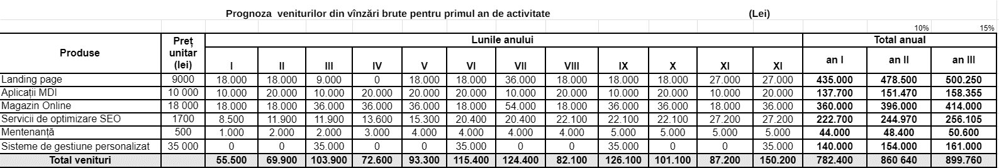 Prognoza veniturilor din vînzări brute pentru primul an de activitate (Lei)
10% 15%
Produse Preț unitar (lei) Lunile anului Total anual
I II III IV V VI VII VIII IX X XI XI an I an II an III
Landing page 9000 18.000 18.000 9.000 0 18.000 18.000 36.000 18.000 18.000 18.000 27.000 27.000 435.000 478.500 500.250
Aplicații MDI 10 000 10.000 20.000 10.000 20.000 20.000 20.000 10.000 20.000 10.000 20.000 10.000 20.000 137.700 151.470 158.355
Magazin Online 18 000 18.000 18.000 36.000 36.000 36.000 18.000 54.000 18.000 36.000 36.000 18.000 36.000 360.000 396.000 414.000
Servicii de optimizare SEO 1700 8.500 11.900 11.900 13.600 15.300 20.400 20.400 22.100 22.100 22.100 27.200 27.200 222.700 244.970 256.105
Mentenanță 500 1.000 2.000 2.000 3.000 4.000 4.000 4.000 4.000 5.000 5.000 5.000 5.000 44.000 48.400 50.600
Sisteme de gestiune personalizat 35 000 0 0 35.000 0 0 35.000 0 0 35.000 0 0 35.000 140.000 154.000 161.000
Total venituri 55.500 69.900 103.900 72.600 93.300 115.400 124.400 82.100 126.100 101.100 87.200 150.200 782.400 860 640 899.760